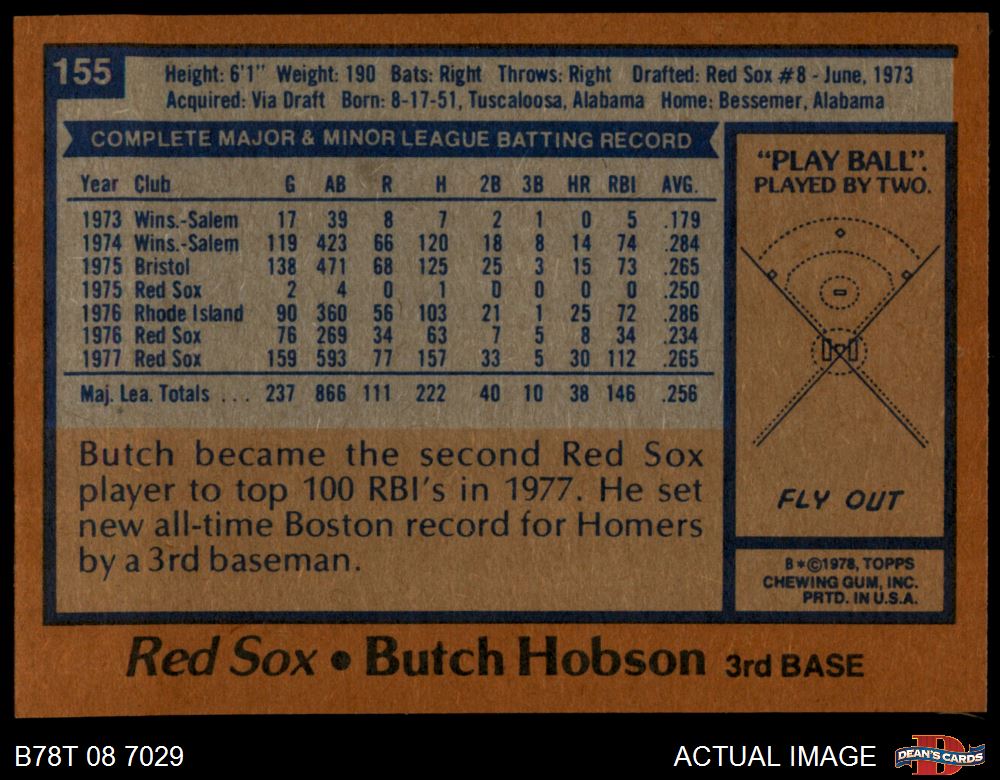 155
Height: 6'1" Weight: 190 Bats: Right Throws: Right Drafted: Red Sox #8 - June, 1973
Acquired: Via Draft Born: 8-17-51, Tuscaloosa, Alabama Home: Bessemer, Alabama
COMPLETE MAJOR & MINOR LEAGUE BATTING RECORD
Year Club G AB R H 2B 3B HR RBI AVG.
1973 Wins.-Salem 17 39 8 7 2 1 0 5 .179
1974 Wins.-Salem 119 423 66 120 18 8 14 74 .284
1975 Bristol 138 471 68 125 25 3 15 73 .265
1975 Red Sox 2 4 0 1 0 0 0 0 .250
1976 Rhode Island 90 360 56 103 21 1 25 72 .286
1976 Red Sox 76 269 34 63 7 5 8 34 .234
1977 Red Sox 159 593 77 157 33 5 30 112 .265
Maj. Lea. Totals ... 237 866 111 222 40 10 38 146 .256
Butch became the second Red Sox
player to top 100 RBI's in 1977. He set
new all-time Boston record for Homers
by a 3rd baseman.
"PLAY BALL".
PLAYED BY TWO.
FLY OUT
B*©1978, TOPPS
CHEWING GUM, INC.
PRTD. IN U.S.A.
Red Sox • Butch Hobson 3rd BASE
B78T 08 7029
ACTUAL IMAGE
D
DEAN'S CARDS